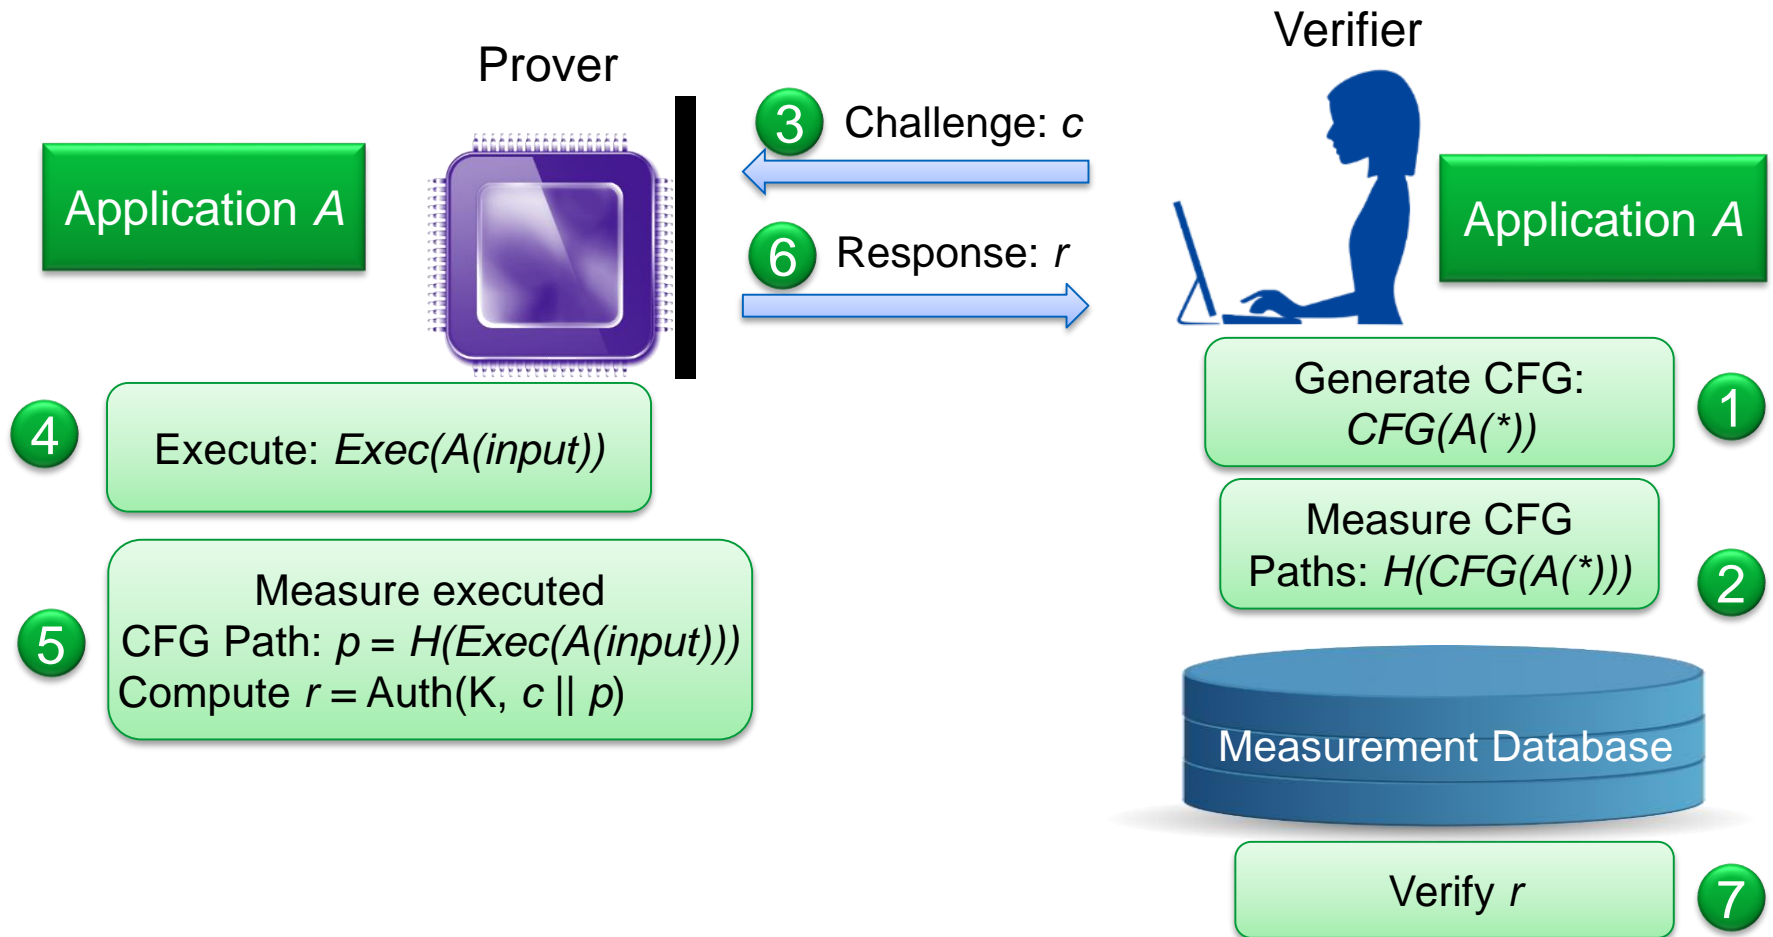 Prover
Verifier
Application A
3
Challenge: c
6
Response: r
Application A
Generate CFG:
CFG(A(*))
1
Measure CFG
Paths: H(CFG(A(*)))
2
4
Execute: Exec(A(input))
5
Measure executed
CFG Path: p = H(Exec(A(input)))
Compute r = Auth(K, c || p)
Measurement Database
Verify r
7